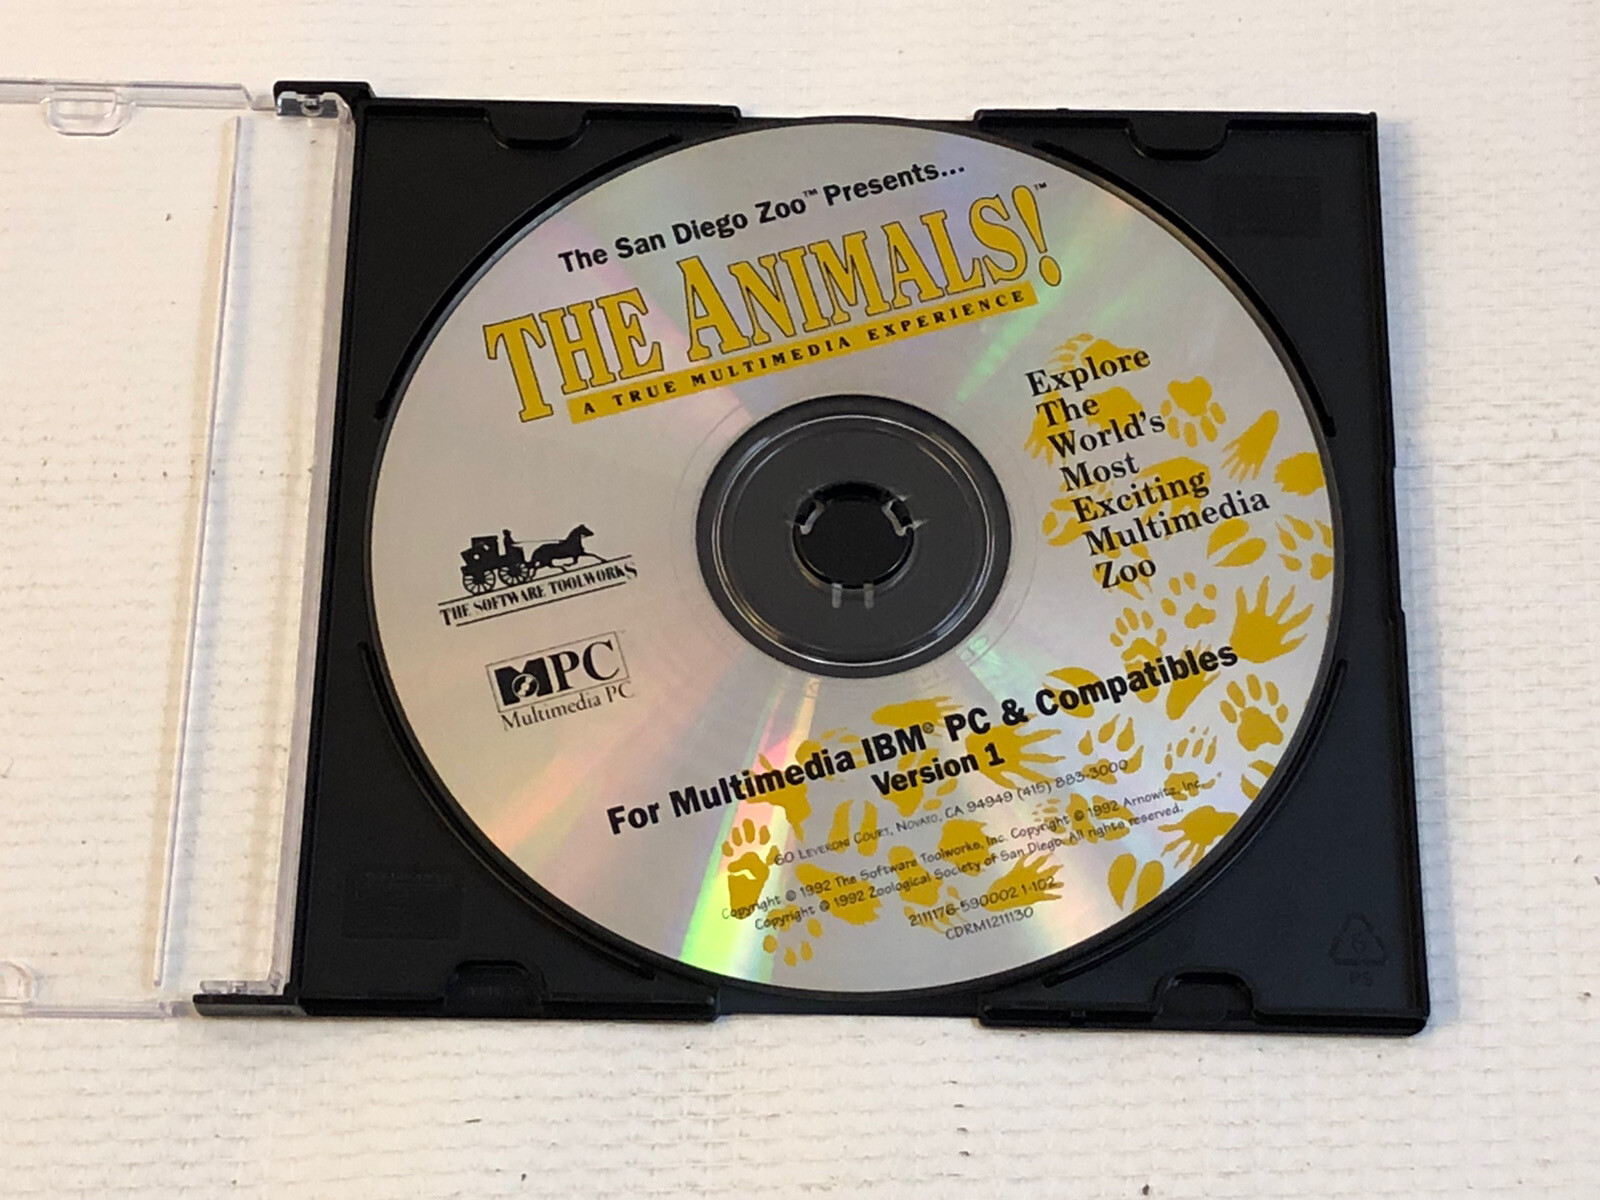 The San Diego Zoo™ Presents...
THE ANIMALS!™
A TRUE MULTIMEDIA EXPERIENCE
Explore
The
World's
Most
Exciting
Multimedia
Zoo
THE SOFTWARE TOOLWORKS
MPC™
Multimedia PC
For Multimedia IBM® PC & Compatibles
Version 1
60 LEVERONI COURT, NOVATO, CA 94949 (415) 883-3000
Copyright © 1992 The Software Toolworks, Inc. Copyright © 1992 Arnowitz, Inc.
Copyright © 1992 Zoological Society of San Diego. All rights reserved.
2111176-590002 1-102
CDRM1211130
6
PS